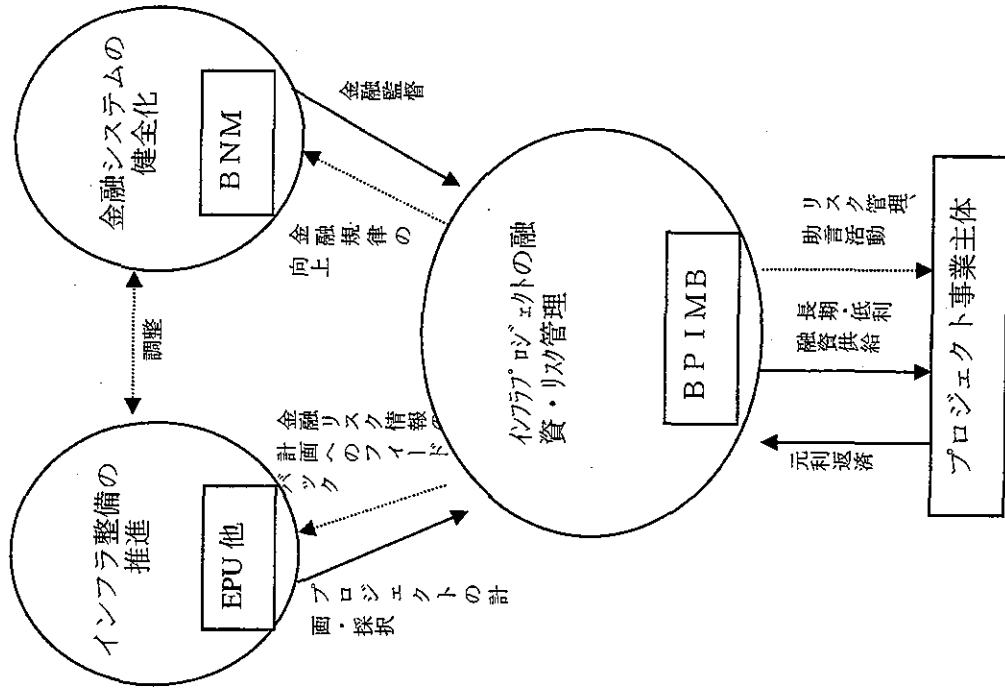 インフラ整備の
推進
EPU他
調整
金融システムの
健全化
BNM
プロジェクトの計
画・採択
金融リスク情報の
計画へのフィード
バック
金融規律の
向上
金融監督
インフラプロジェクトの融
資・リスク管理
BPIMB
元利返済
長期・低利
融資供給
リスク管理、
助言活動
プロジェクト事業主体